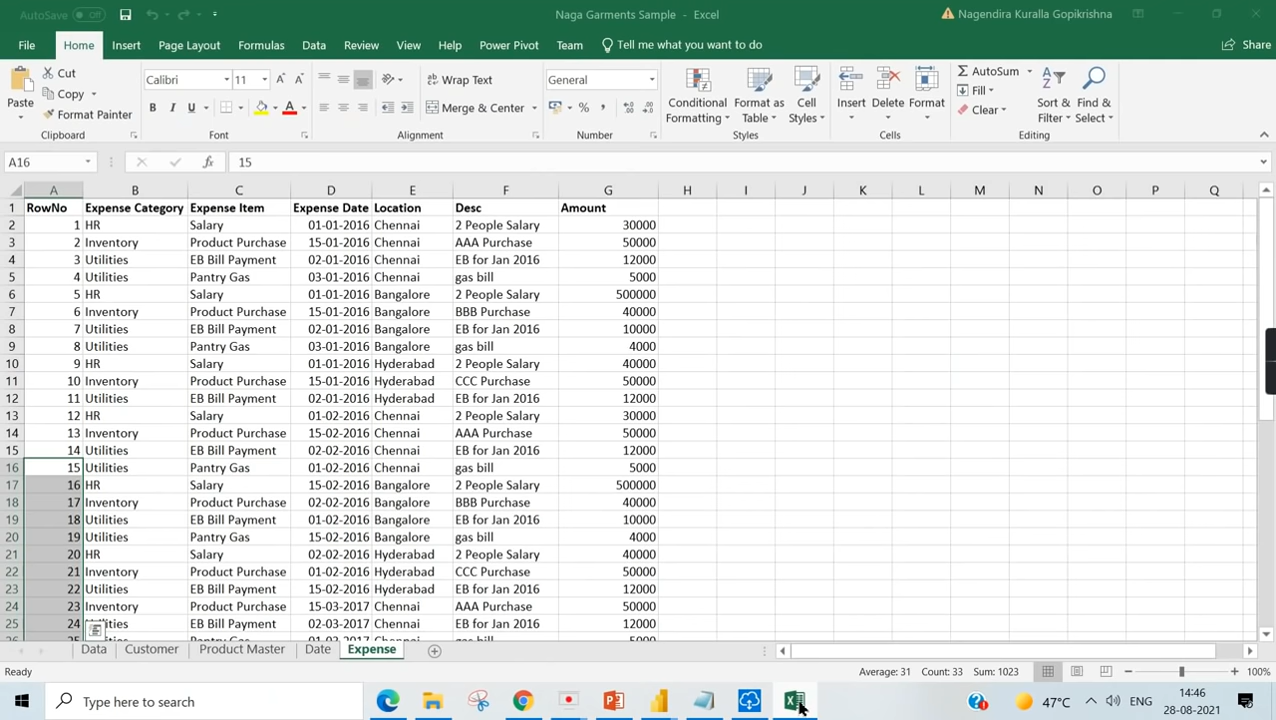 AutoSave Off
Naga Garments Sample - Excel
Nagendira Kuralla Gopikrishna
File Home Insert Page Layout Formulas Data Review View Help Power Pivot Team Tell me what you want to do Share
Paste
Cut
Copy
Format Painter
Clipboard
Calibri 11
B I U
Font
Wrap Text
Merge & Center
Alignment
General
%
Number
Conditional Formatting
Format as Table
Cell Styles
Styles
Insert Delete Format
Cells
AutoSum
Fill
Clear
Sort & Filter
Find & Select
Editing
A16 fx 15
A B C D E F G H I J K L M N O P Q
1 RowNo Expense Category Expense Item Expense Date Location Desc Amount
2 1 HR Salary 01-01-2016 Chennai 2 People Salary 30000
3 2 Inventory Product Purchase 15-01-2016 Chennai AAA Purchase 50000
4 3 Utilities EB Bill Payment 02-01-2016 Chennai EB for Jan 2016 12000
5 4 Utilities Pantry Gas 03-01-2016 Chennai gas bill 5000
6 5 HR Salary 01-01-2016 Bangalore 2 People Salary 500000
7 6 Inventory Product Purchase 15-01-2016 Bangalore BBB Purchase 40000
8 7 Utilities EB Bill Payment 02-01-2016 Bangalore EB for Jan 2016 10000
9 8 Utilities Pantry Gas 03-01-2016 Bangalore gas bill 4000
10 9 HR Salary 01-01-2016 Hyderabad 2 People Salary 40000
11 10 Inventory Product Purchase 15-01-2016 Hyderabad CCC Purchase 50000
12 11 Utilities EB Bill Payment 02-01-2016 Hyderabad EB for Jan 2016 12000
13 12 HR Salary 01-02-2016 Chennai 2 People Salary 30000
14 13 Inventory Product Purchase 15-02-2016 Chennai AAA Purchase 50000
15 14 Utilities EB Bill Payment 02-02-2016 Chennai EB for Jan 2016 12000
16 15 Utilities Pantry Gas 01-02-2016 Chennai gas bill 5000
17 16 HR Salary 15-02-2016 Bangalore 2 People Salary 500000
18 17 Inventory Product Purchase 02-02-2016 Bangalore BBB Purchase 40000
19 18 Utilities EB Bill Payment 01-02-2016 Bangalore EB for Jan 2016 10000
20 19 Utilities Pantry Gas 15-02-2016 Bangalore gas bill 4000
21 20 HR Salary 02-02-2016 Hyderabad 2 People Salary 40000
22 21 Inventory Product Purchase 01-02-2016 Hyderabad CCC Purchase 50000
23 22 Utilities EB Bill Payment 15-02-2016 Hyderabad EB for Jan 2016 12000
24 23 Inventory Product Purchase 15-03-2017 Chennai AAA Purchase 50000
25 24 EB Bill Payment 02-03-2017 Chennai EB for Jan 2016 12000
Data Customer Product Master Date Expense
Ready Average: 31 Count: 33 Sum: 1023 100%
Type here to search
47°C ENG 14:46
28-08-2021